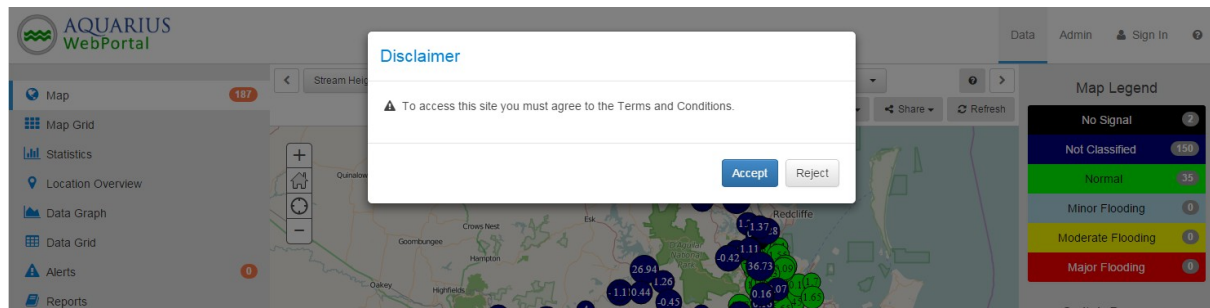 AQUARIUS
WebPortal
Data
Admin
Sign In
Disclaimer
To access this site you must agree to the Terms and Conditions.
Accept
Reject
Map
187
Map Grid
Statistics
Location Overview
Data Graph
Data Grid
Alerts
0
Reports
Share
Refresh
Map Legend
No Signal 2
Not Classified 150
Normal 35
Minor Flooding 0
Moderate Flooding 0
Major Flooding 0
Crows Nest
Esk
Redcliffe
Goombungee
Hampton
Oakey
Highfields
1.37
1.11
-0.42
36.73
26.94
1.26
0.44
-0.45
0.16